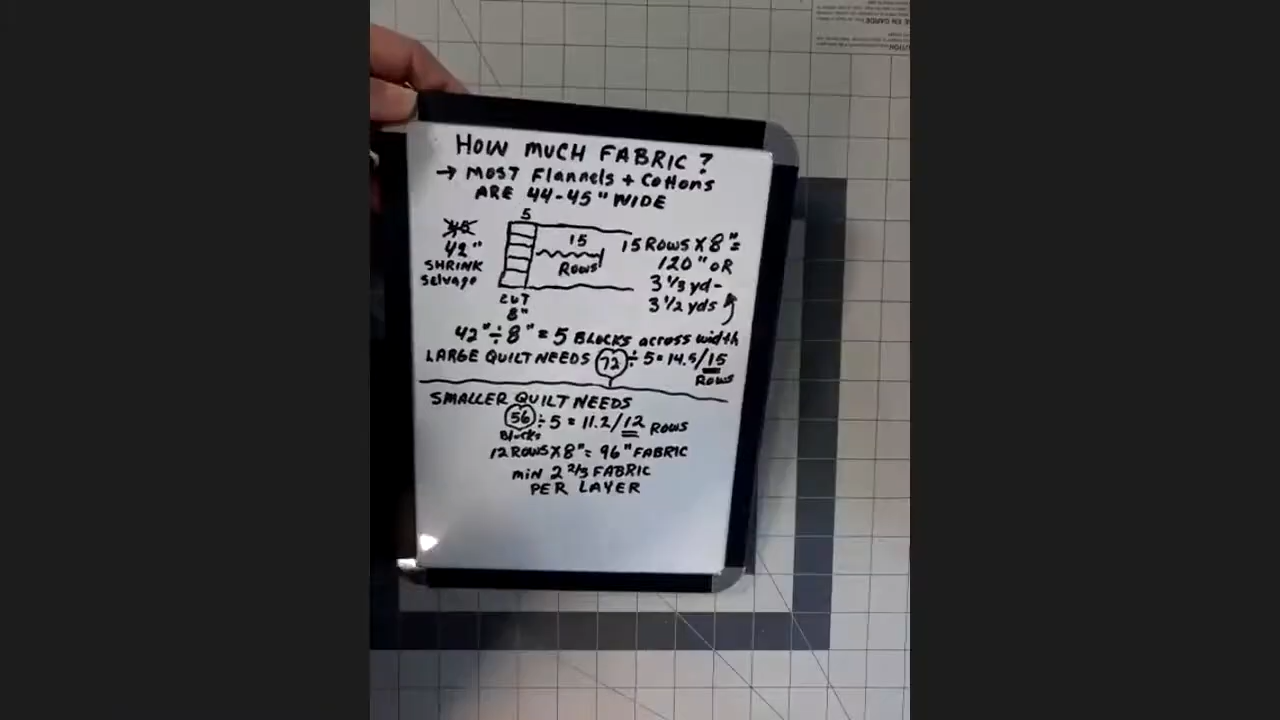 HOW MUCH FABRIC?
→ MOST Flannels + Cottons
ARE 44-45" WIDE
5
42"
SHRINK
Selvage
15
ROWS
CUT
8"
15 ROWS X 8" =
120" OR
3 1/3 yd-
3 1/2 yds
42" ÷ 8" = 5 BLOCKS across width
LARGE QUILT NEEDS 72 ÷ 5 = 14.5/15
ROWS
SMALLER QUILT NEEDS
56 ÷ 5 = 11.2/12 ROWS
Blocks
12 ROWS X 8" = 96" FABRIC
MIN 2 2/3 FABRIC
PER LAYER
EN GARDE
CAUTION